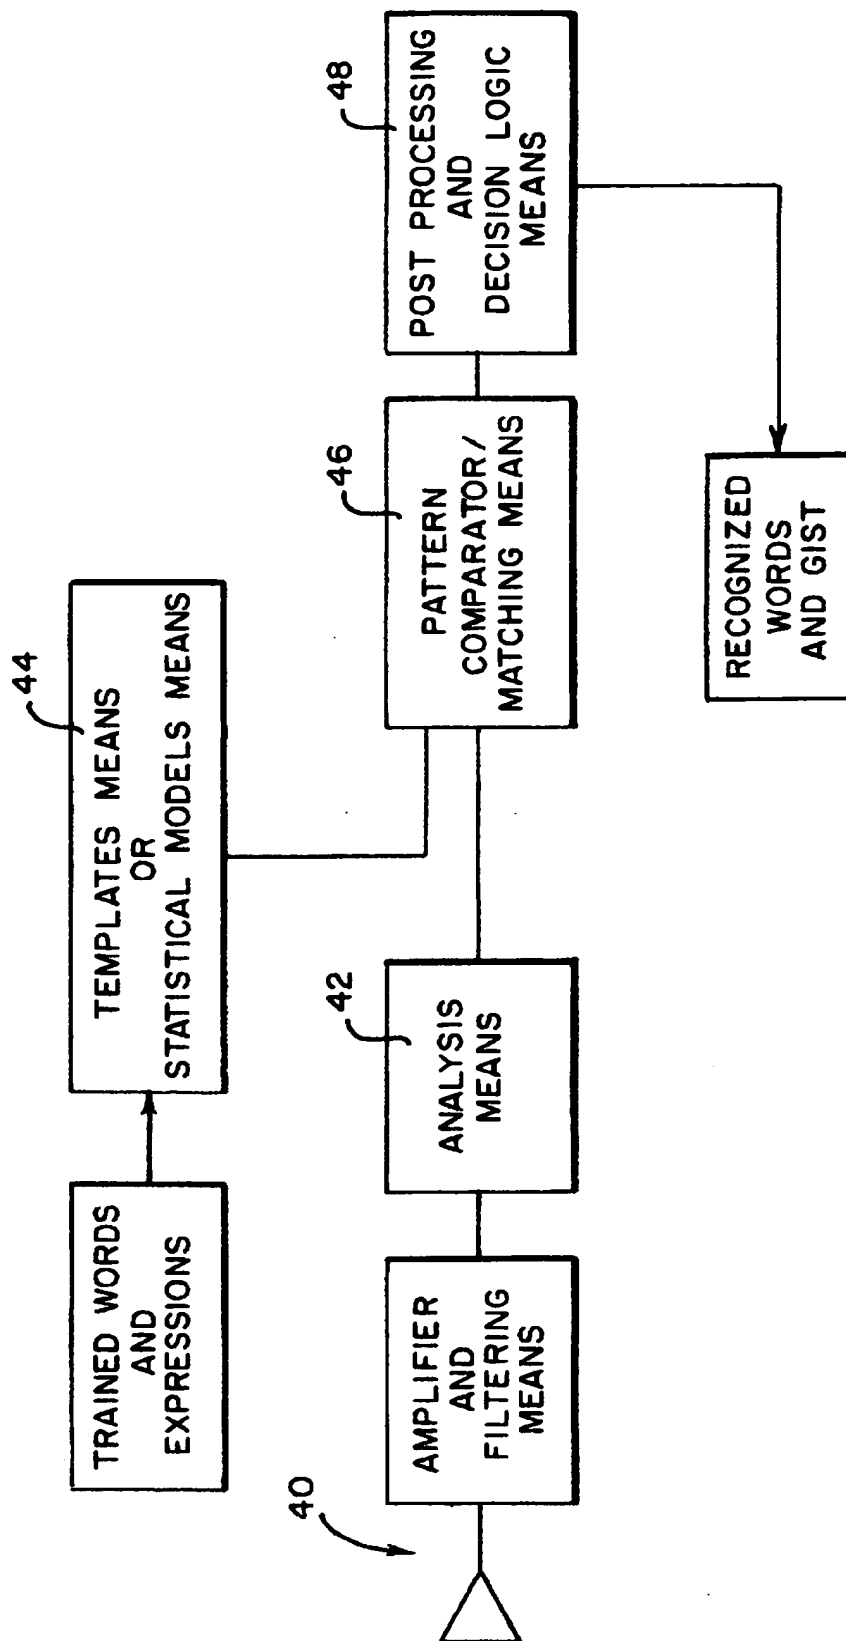 44
TRAINED WORDS
AND
EXPRESSIONS
TEMPLATES MEANS
OR
STATISTICAL MODELS MEANS
40
42
46
48
AMPLIFIER
AND
FILTERING
MEANS
ANALYSIS
MEANS
PATTERN
COMPARATOR/
MATCHING MEANS
POST PROCESSING
AND
DECISION LOGIC
MEANS
RECOGNIZED
WORDS
AND GIST